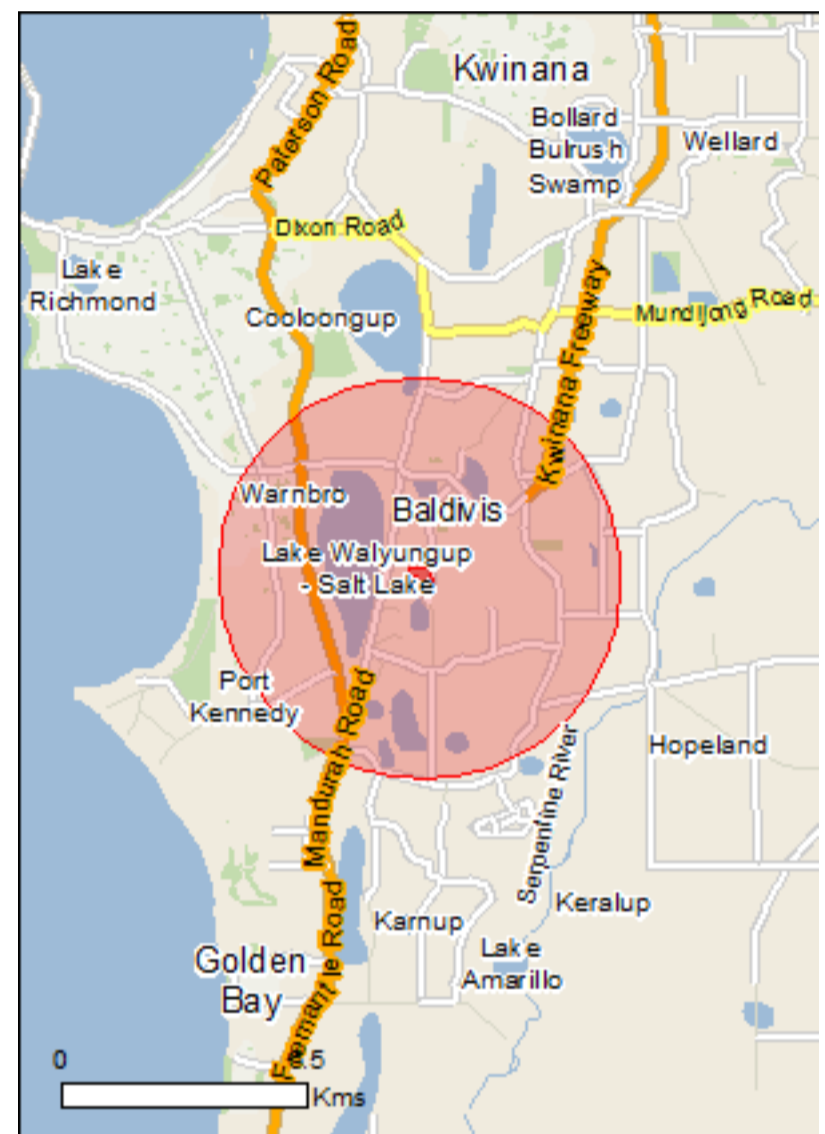 Paterson Road
Kwinana
Bollard
Bulrush
Swamp
Wellard
Dixon Road
Lake
Richmond
Cooloongup
Mundijong Road
Kwinana Freeway
Warnbro
Baldivis
Lake Walyungup
- Salt Lake
Port
Kennedy
Mandurah Road
Hopeland
Serpentine River
Keralup
Karnup
Lake
Amarillo
Golden
Bay
Fremantle Road
0
Kms